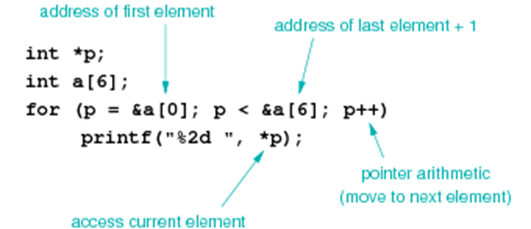 address of first element
address of last element + 1
int *p;
int a[6];
for (p = &a[0]; p < &a[6]; p++)
printf("%2d ", *p);
pointer arithmetic
(move to next element)
access current element